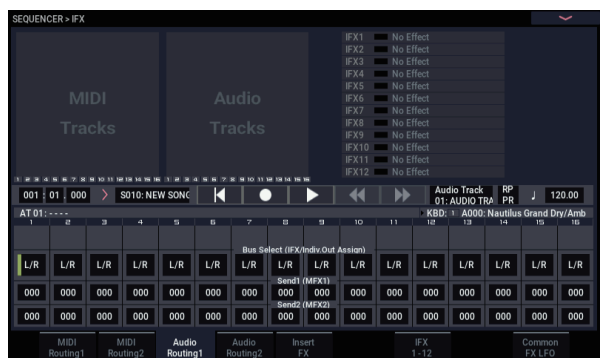 SEQUENCER > IFX
MIDI Tracks
Audio Tracks
IFX1 No Effect
IFX2 No Effect
IFX3 No Effect
IFX4 No Effect
IFX5 No Effect
IFX6 No Effect
IFX7 No Effect
IFX8 No Effect
IFX9 No Effect
IFX10 No Effect
IFX11 No Effect
IFX12 No Effect
1 2 3 4 5 6 7 8 9 10 11 12 13 14 15 16 1 2 3 4 5 6 7 8 9 10 11 12 13 14 15 16
001 : 01 . 000 S010: NEW SONG Audio Track 01: AUDIO TRA RP PR ♩ 120.00
AT 01: ---- KBD: 1 A000: Nautilus Grand Dry/Amb
1 2 3 4 5 6 7 8 9 10 11 12 13 14 15 16
Bus Select (IFX/Indiv.Out Assign)
L/R L/R L/R L/R L/R L/R L/R L/R L/R L/R L/R L/R L/R L/R L/R L/R
Send1 (MFX1)
000 000 000 000 000 000 000 000 000 000 000 000 000 000 000 000
Send2 (MFX2)
000 000 000 000 000 000 000 000 000 000 000 000 000 000 000 000
MIDI Routing1 MIDI Routing2 Audio Routing1 Audio Routing2 Insert FX IFX 1-12 Common FX LFO